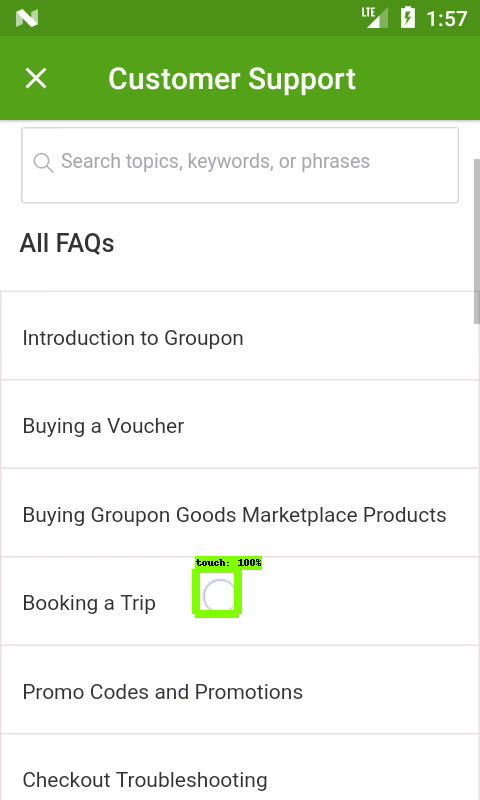 LTE 1:57
Customer Support
Search topics, keywords, or phrases
All FAQs
Introduction to Groupon
Buying a Voucher
Buying Groupon Goods Marketplace Products
touch: 100%
Booking a Trip
Promo Codes and Promotions
Checkout Troubleshooting